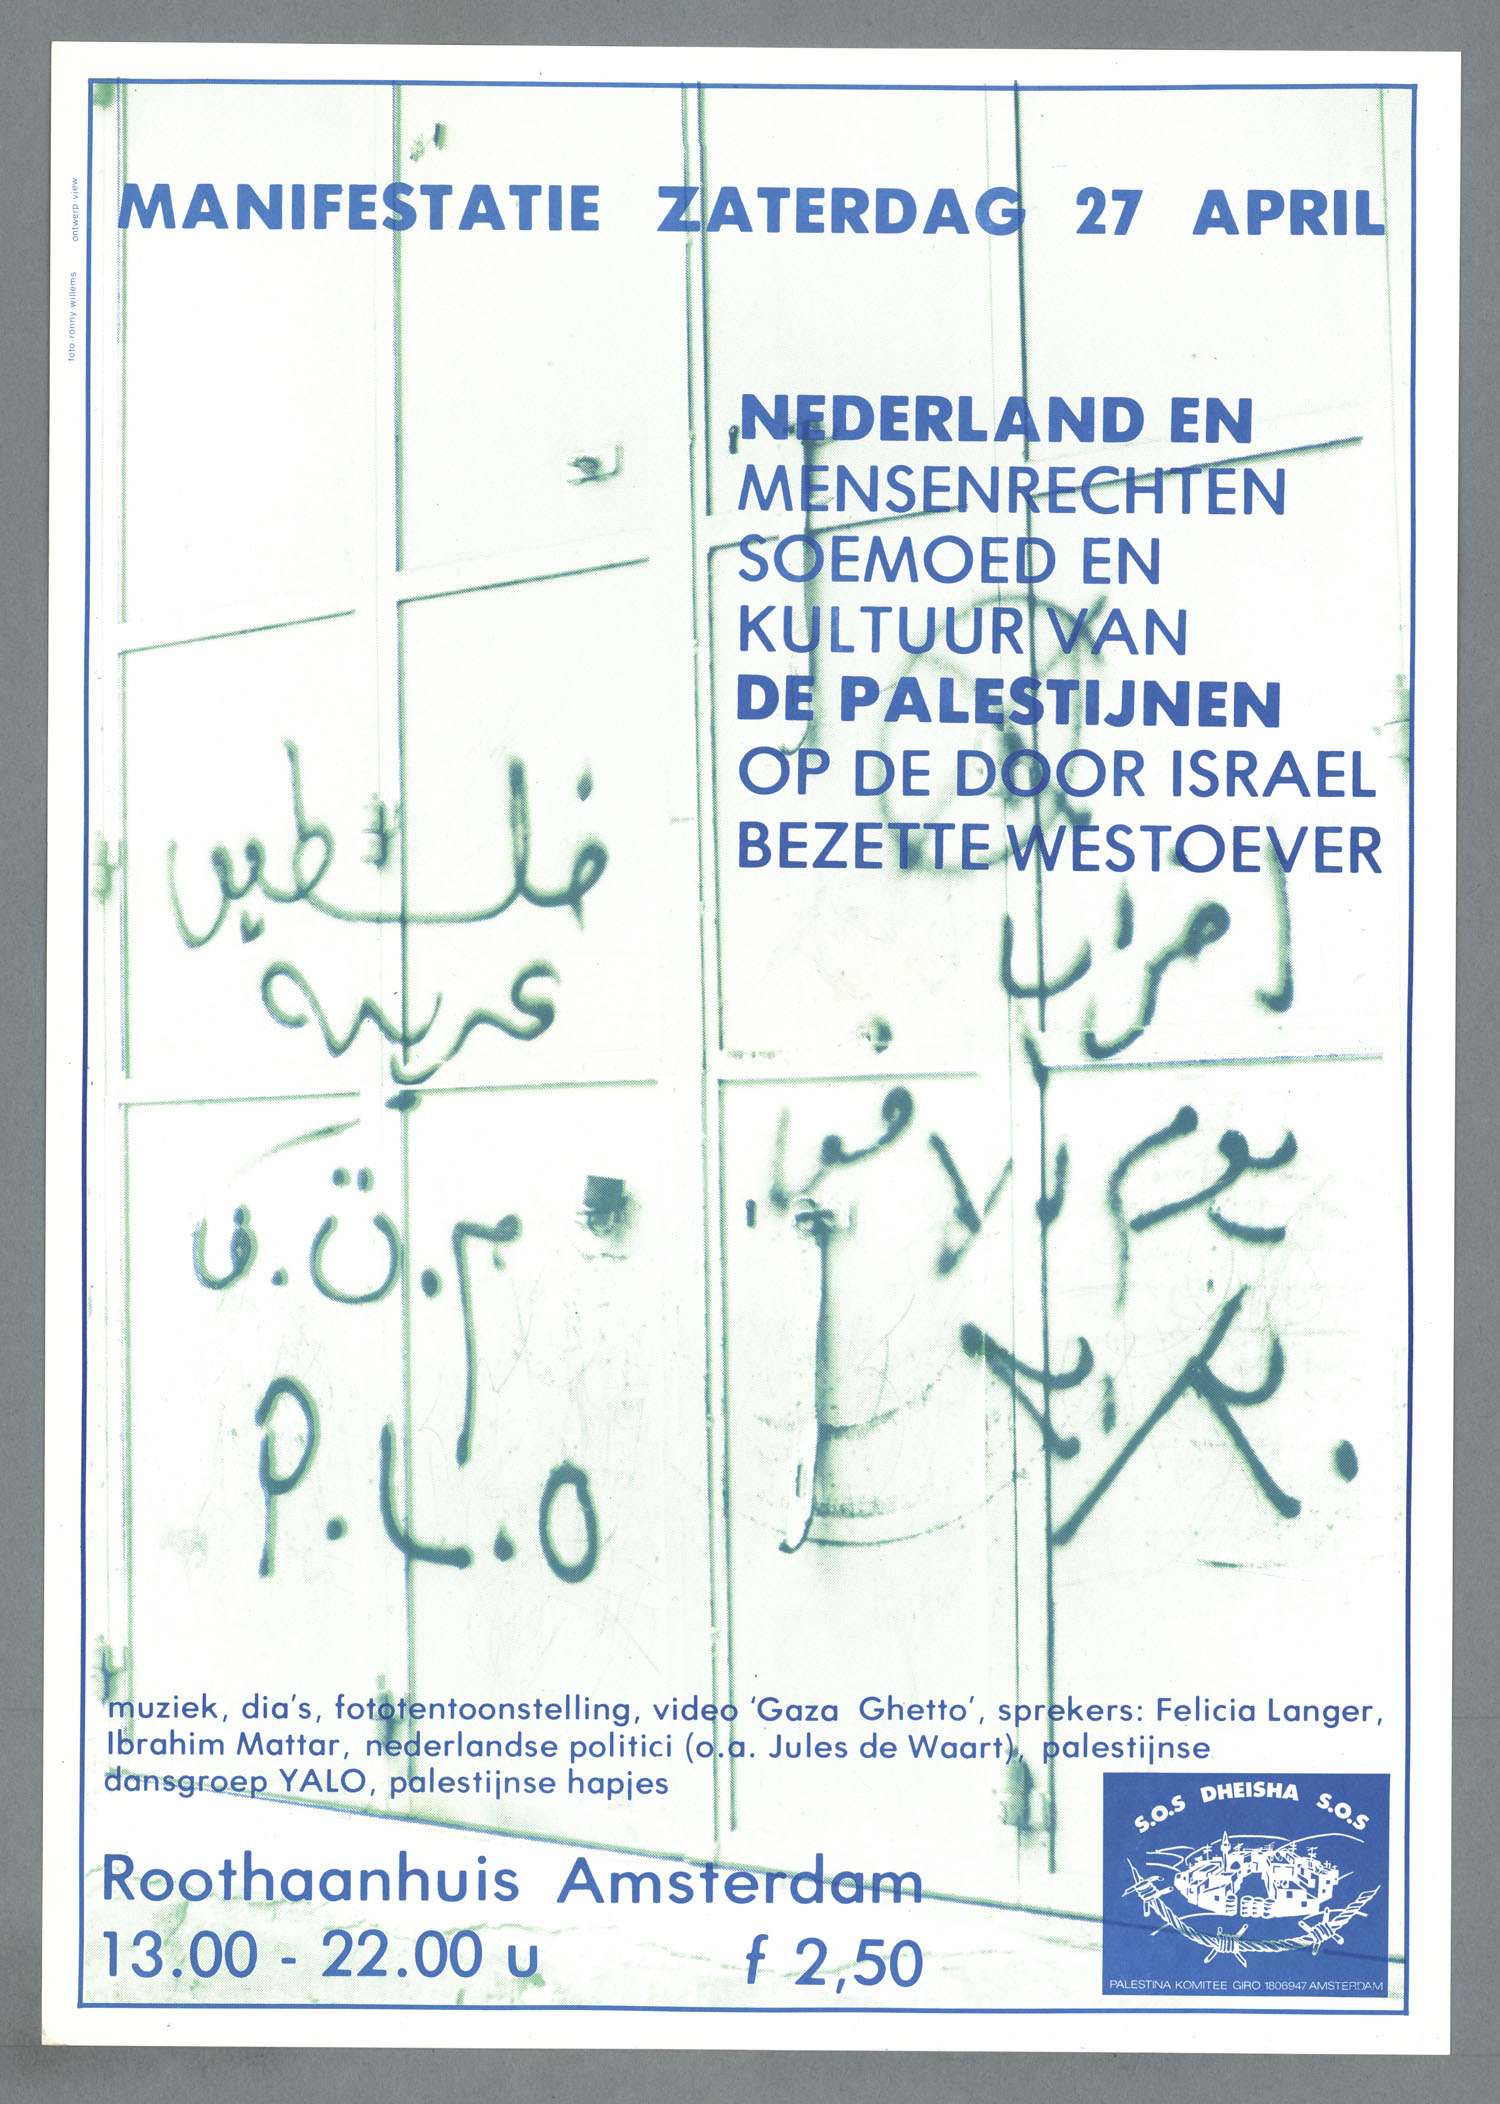 ontwerp view
foto: ronny willems
MANIFESTATIE ZATERDAG 27 APRIL
NEDERLAND EN
MENSENRECHTEN
SOEMOED EN
KULTUUR VAN
DE PALESTIJNEN
OP DE DOOR ISRAEL
BEZETTE WESTOEVER
فلسطين
عربية
م.ت.ف
P.L.O
muziek, dia's, fototentoonstelling, video 'Gaza Ghetto', sprekers: Felicia Langer,
Ibrahim Mattar, nederlandse politici (o.a. Jules de Waart), palestijnse
dansgroep YALO, palestijnse hapjes
Roothaanhuis Amsterdam
13.00 - 22.00 u f 2,50
S.O.S DHEISHA S.O.S
PALESTINA KOMITEE GIRO 1806947 AMSTERDAM